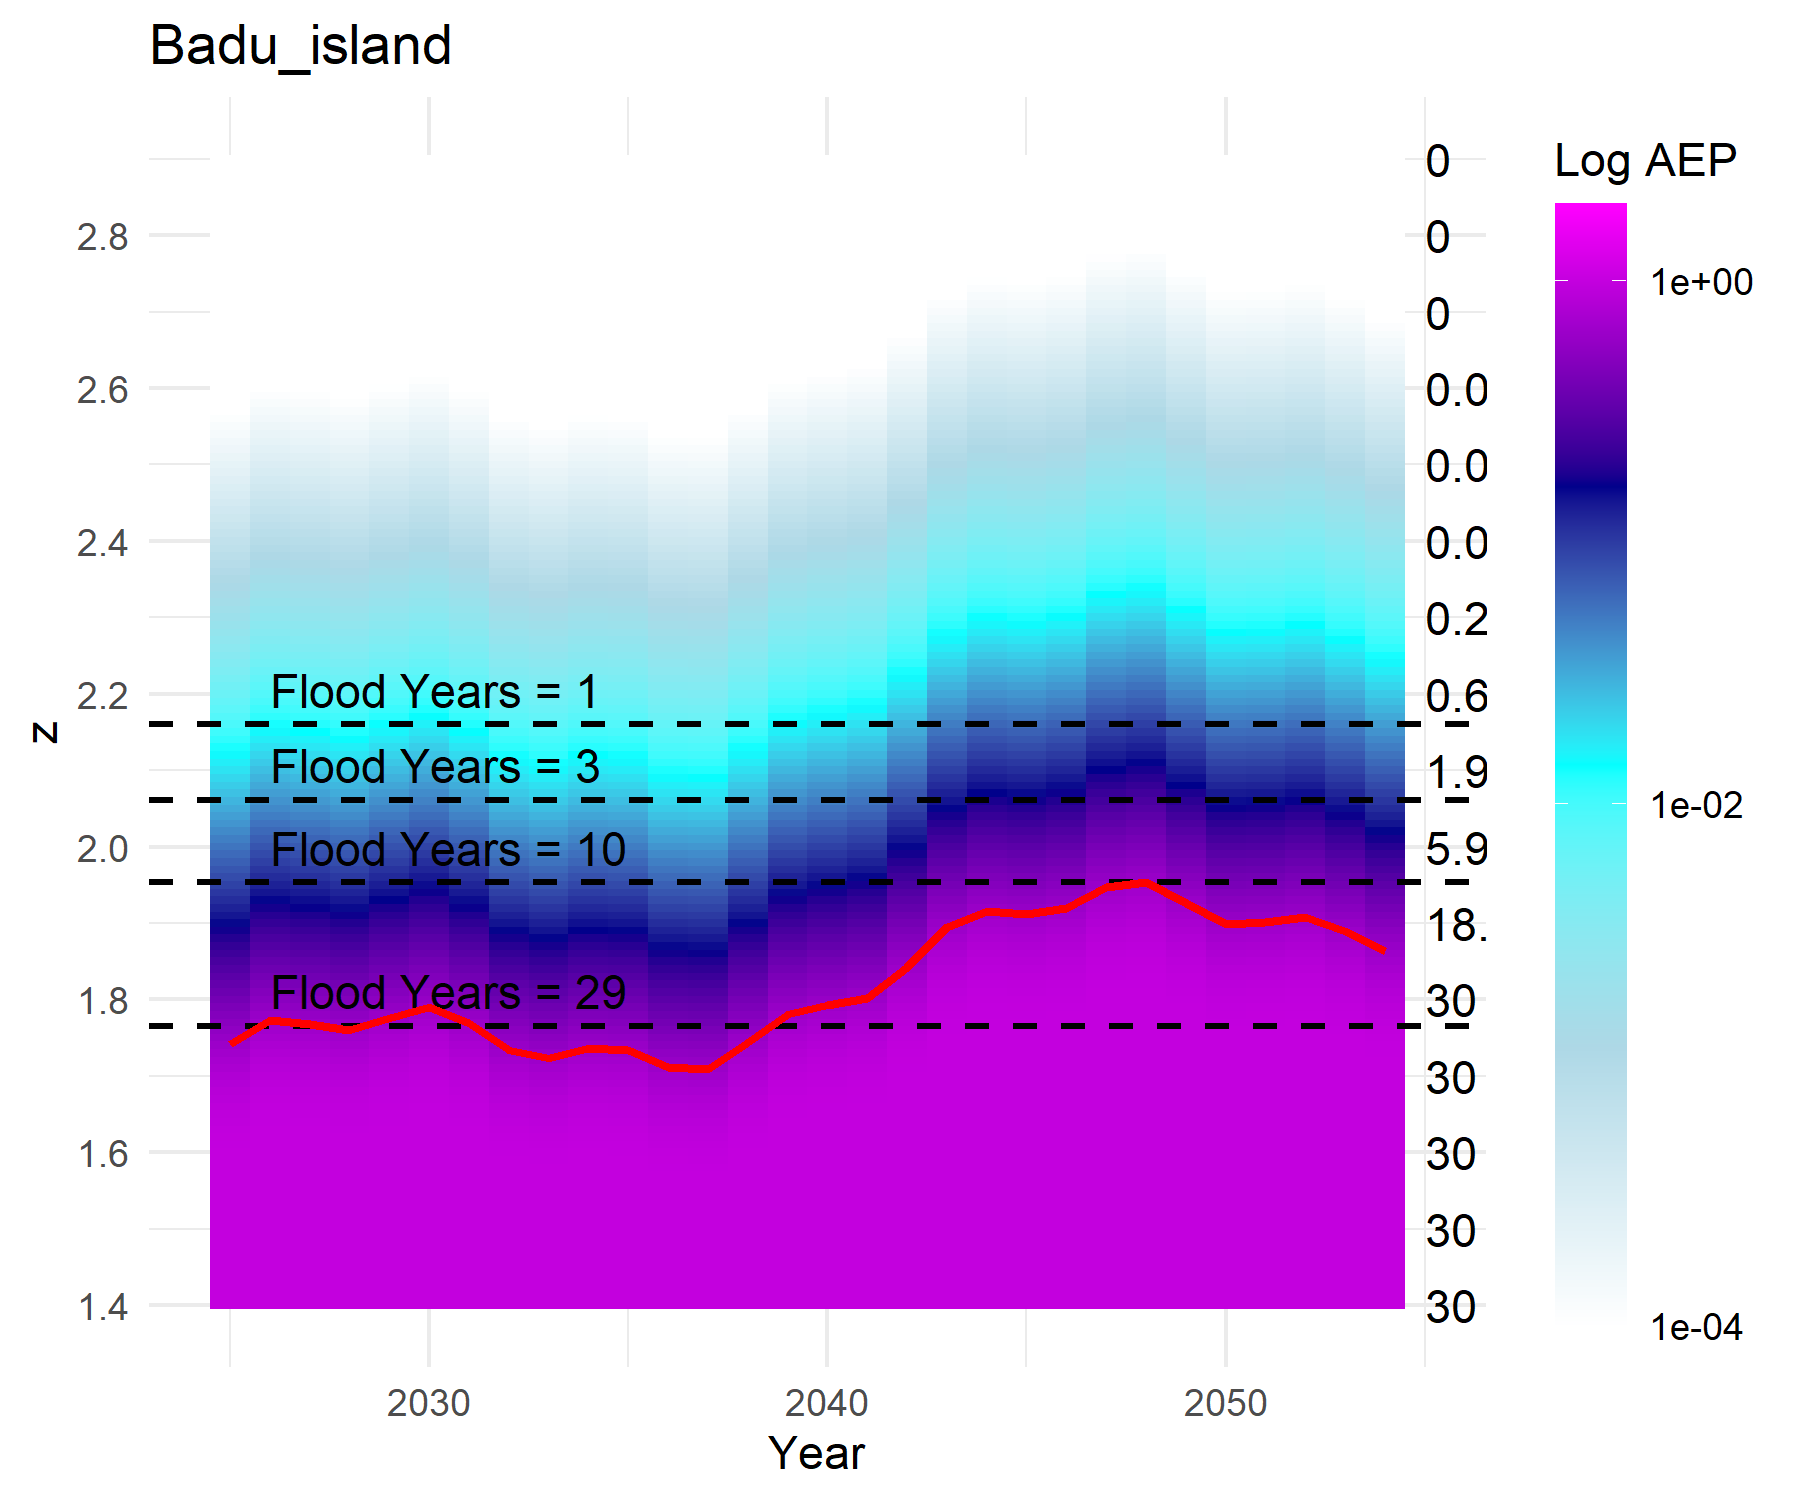 Badu_island
Log AEP
1e+00
1e-02
1e-04
z
2.8
2.6
2.4
2.2
2.0
1.8
1.6
1.4
Flood Years = 1
Flood Years = 3
Flood Years = 10
Flood Years = 29
0
0
0
0.0
0.0
0.0
0.2
0.6
1.9
5.9
18.
30
30
30
30
30
2030
2040
2050
Year